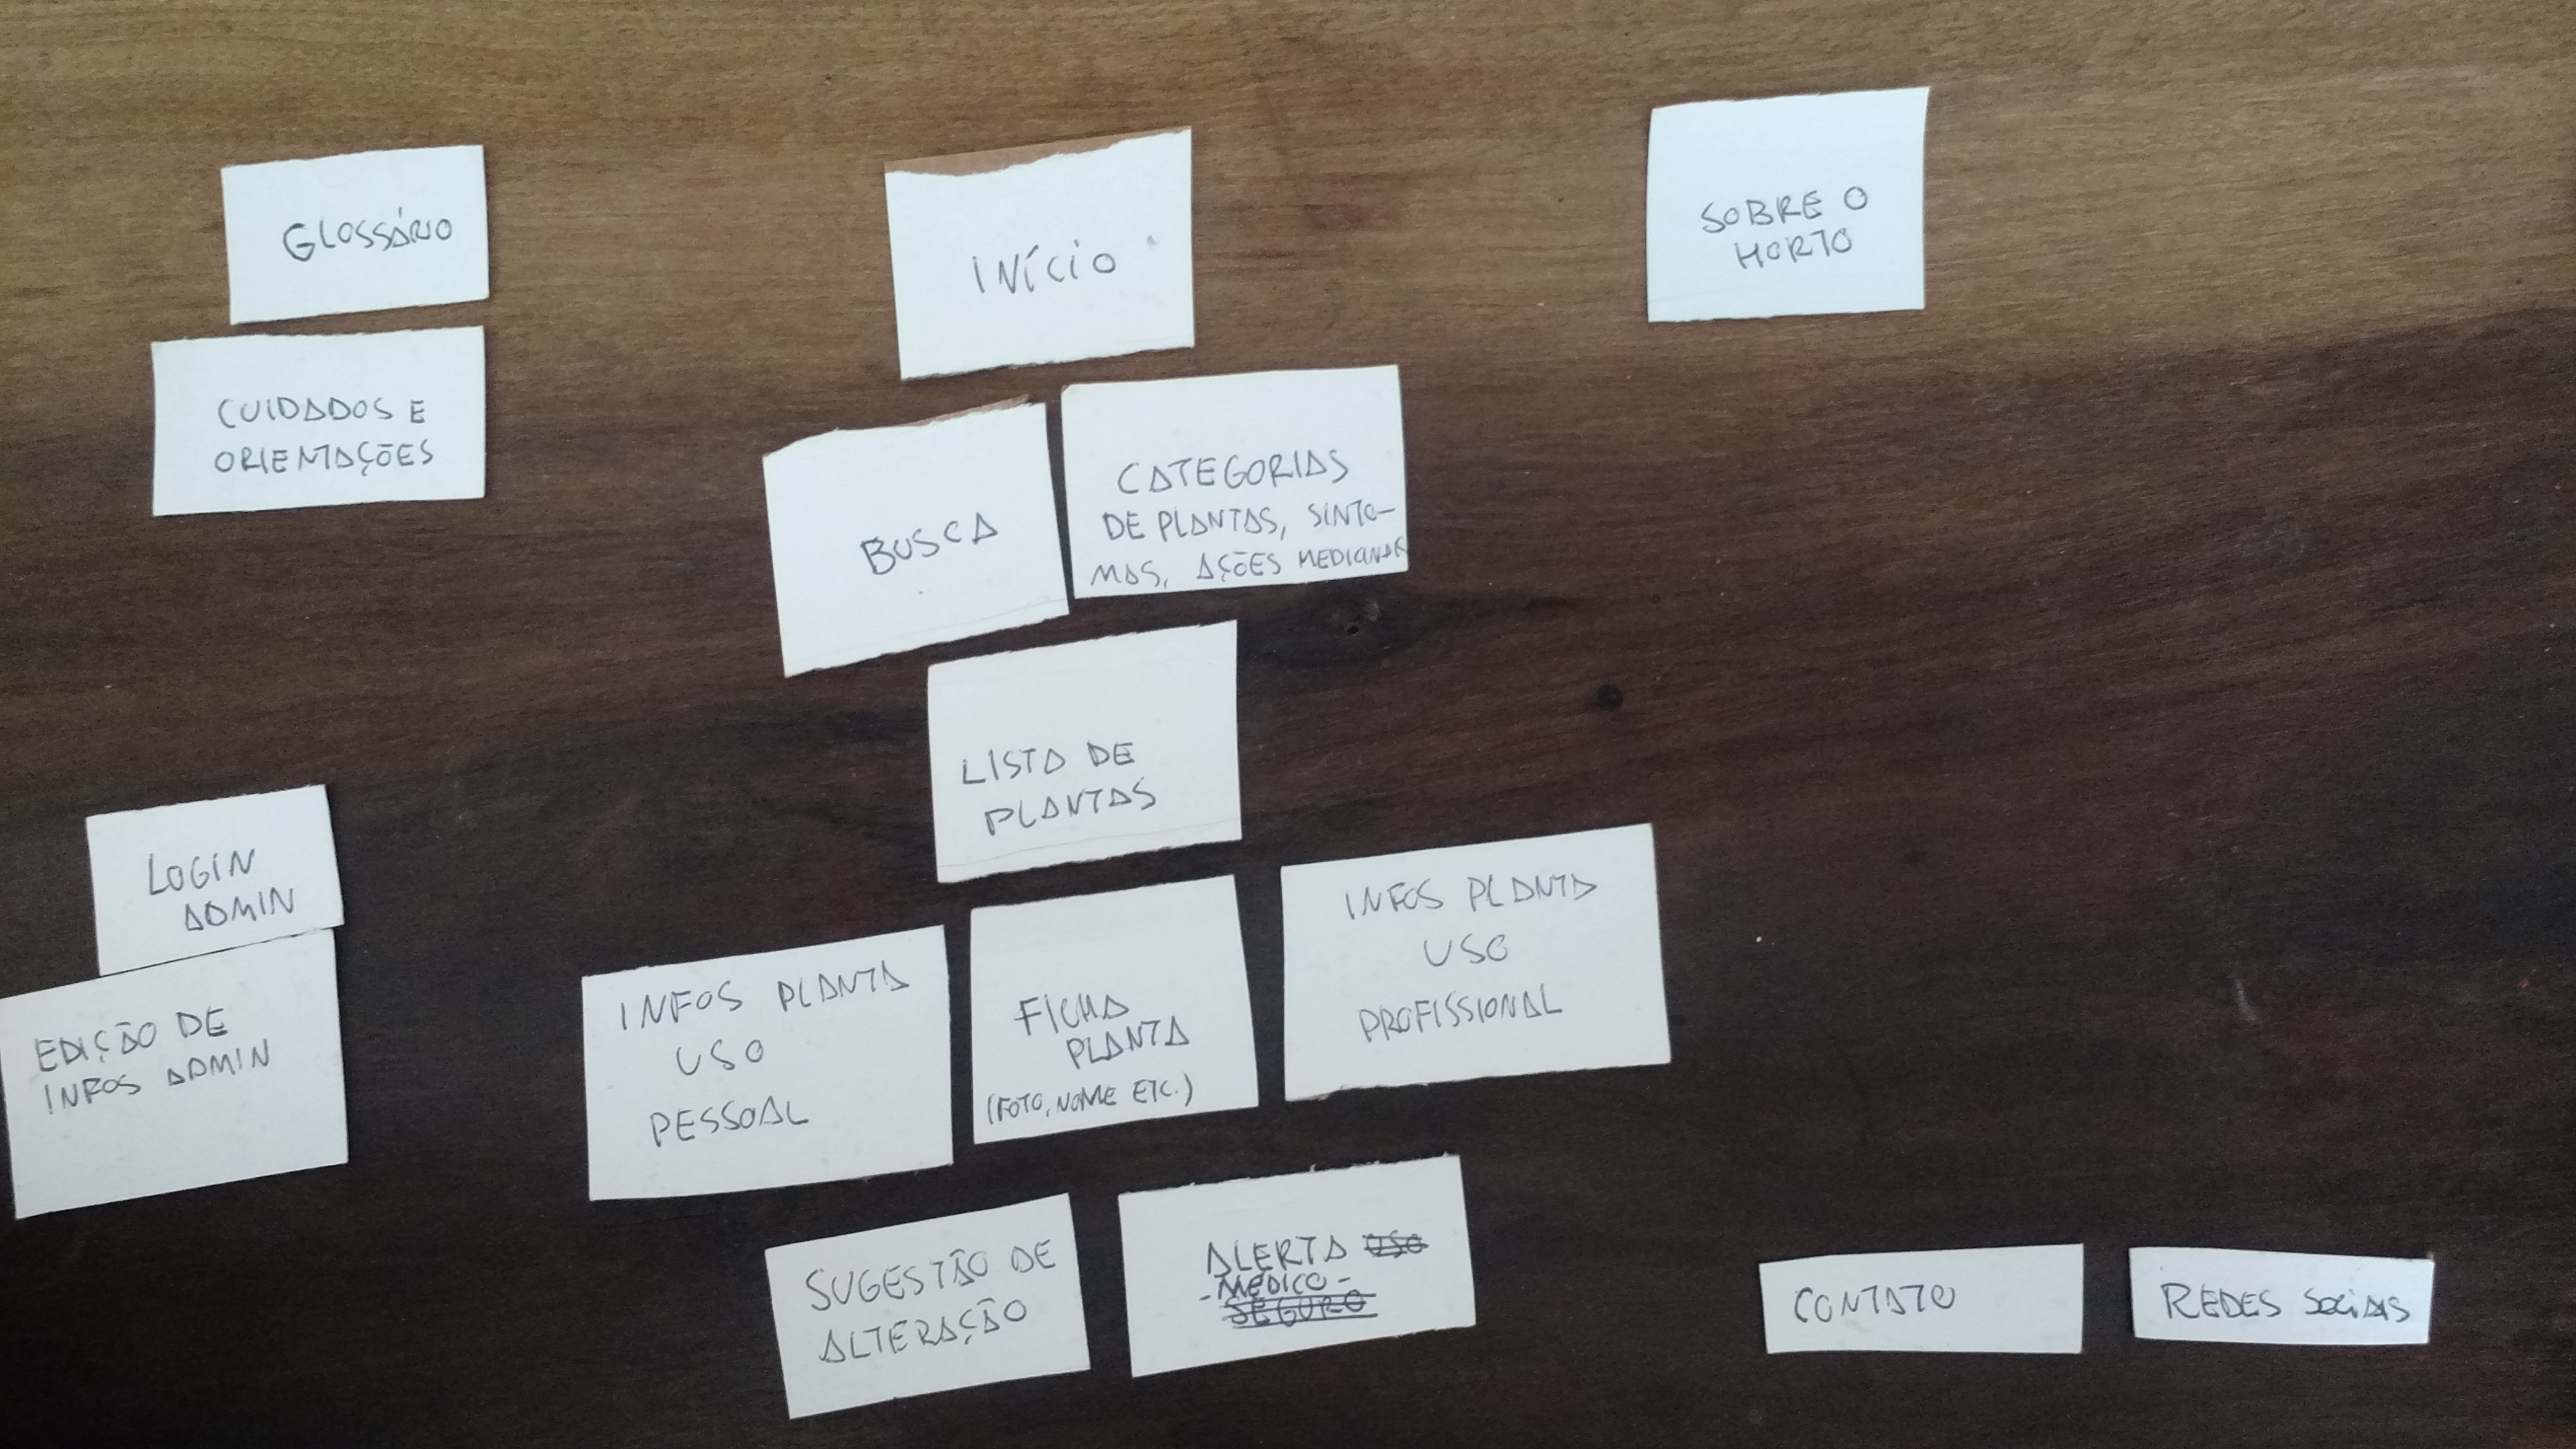 GLOSSÁRIO
INÍCIO
SOBRE O
HORTO
CUIDADOS E
ORIENTAÇÕES
BUSCA
CATEGORIAS
DE PLANTAS, SINTO-
MAS, AÇÕES MEDICINAIS
LISTA DE
PLANTAS
LOGIN
ADMIN
EDIÇÃO DE
INFOS ADMIN
INFOS PLANTA
USO
PESSOAL
FICHA
PLANTA
(FOTO, NOME ETC.)
INFOS PLANTA
USO
PROFISSIONAL
SUGESTÃO DE
ALTERAÇÃO
ALERTA USO
- MÉDICO -
SEGURO
CONTATO
REDES SOCIAIS